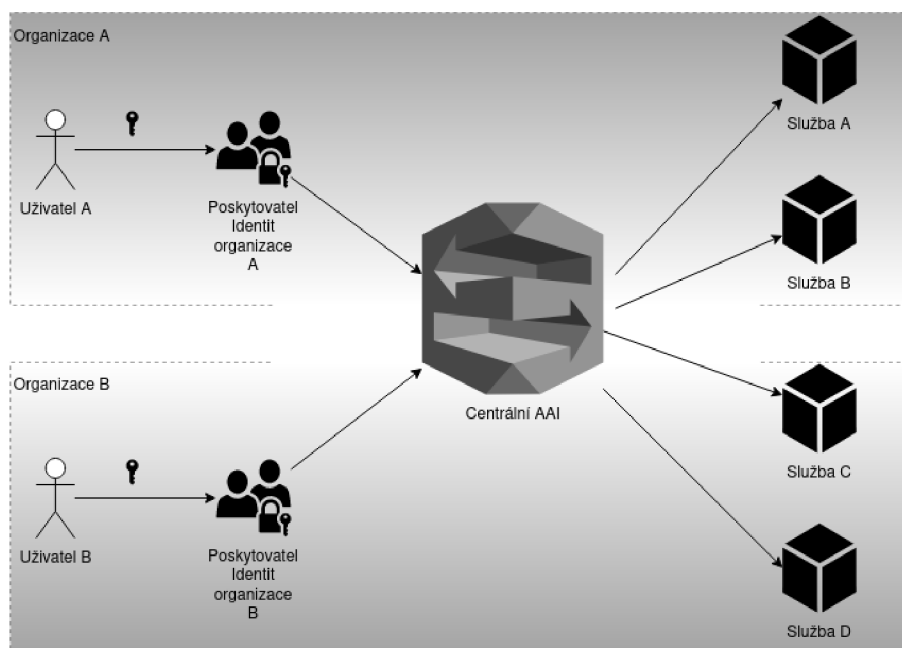 Organizace A
Uživatel A
Poskytovatel
Identit
organizace
A
Služba A
Služba B
Centrální AAI
Organizace B
Uživatel B
Poskytovatel
Identit
organizace
B
Služba C
Služba D